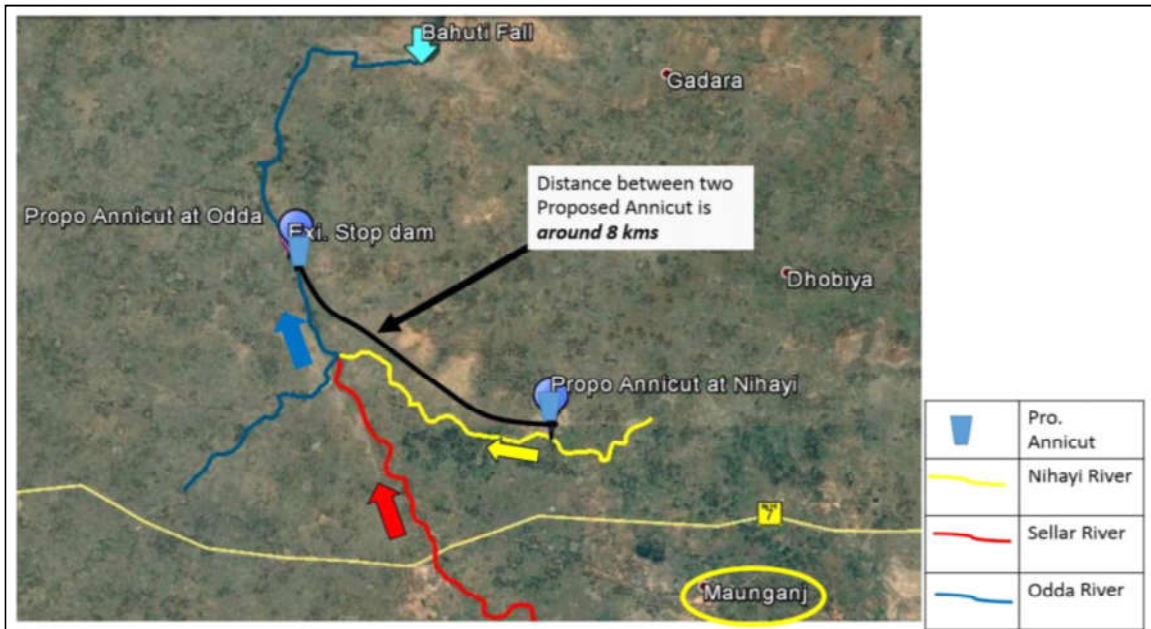 Bahuti Fall
Gadara
Distance between two
Proposed Annicut is
around 8 kms
Propo Annicut at Odda
Exi. Stop dam
Dhobiya
Propo Annicut at Nihayi
7
Maunganj
Pro.
Annicut
Nihayi River
Sellar River
Odda River